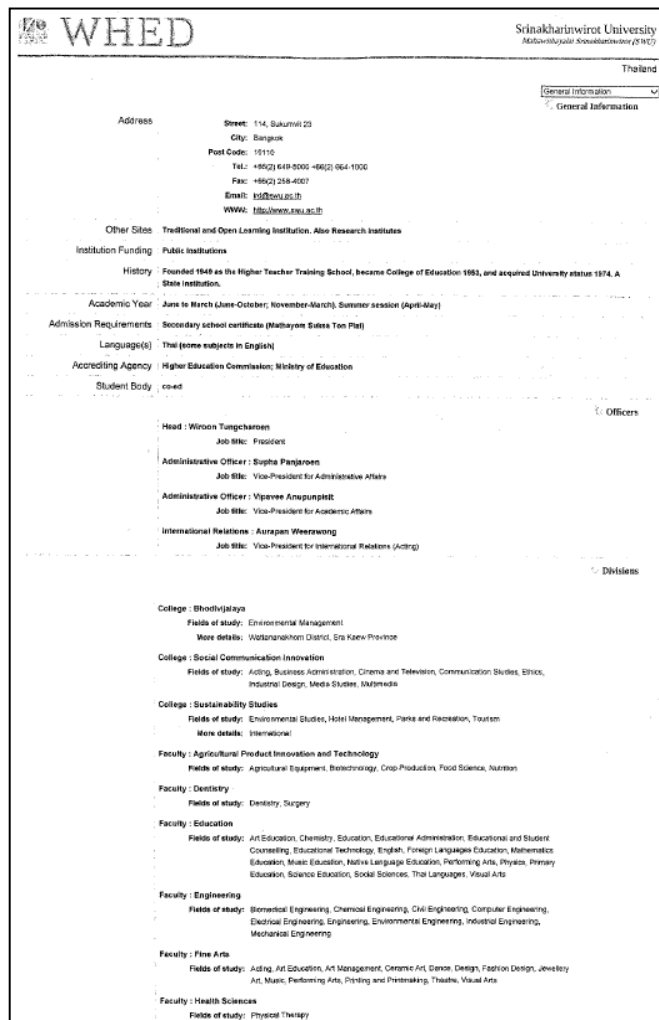 WHED
Srinakharinwirot University
Mahawitthayalai Srinakharinwirot (SWU)
Thailand
General Information
General Information
Address
Street: 114, Sukumvit 23
City: Bangkok
Post Code: 10110
Tel.: +66(2) 649-5000 +66(2) 664-1000
Fax: +66(2) 258-4007
Email: int@swu.ac.th
WWW: http://www.swu.ac.th
Other Sites Traditional and Open Learning Institution. Also Research Institutes
Institution Funding Public Institutions
History Founded 1949 as the Higher Teacher Training School, became College of Education 1953, and acquired University status 1974. A
State Institution.
Academic Year June to March (June-October; November-March). Summer session (April-May)
Admission Requirements Secondary school certificate (Mathayom Suksa Ton Plai)
Language(s) Thai (some subjects in English)
Accrediting Agency Higher Education Commission; Ministry of Education
Student Body co-ed
Officers
Head : Wiroon Tungcharoen
Job title: President
Administrative Officer : Supha Panjaroen
Job title: Vice-President for Administrative Affairs
Administrative Officer : Vipavee Anupunpisit
Job title: Vice-President for Academic Affairs
International Relations : Aurapan Weerawong
Job title: Vice-President for International Relations (Acting)
Divisions
College : Bhodivijalaya
Fields of study: Environmental Management
More details: Wattananakhorn District, Sra Kaew Province
College : Social Communication Innovation
Fields of study: Acting, Business Administration, Cinema and Television, Communication Studies, Ethics,
Industrial Design, Media Studies, Multimedia
College : Sustainability Studies
Fields of study: Environmental Studies, Hotel Management, Parks and Recreation, Tourism
More details: International
Faculty : Agricultural Product Innovation and Technology
Fields of study: Agricultural Equipment, Biotechnology, Crop Production, Food Science, Nutrition
Faculty : Dentistry
Fields of study: Dentistry, Surgery
Faculty : Education
Fields of study: Art Education, Chemistry, Education, Educational Administration, Educational and Student
Counselling, Educational Technology, English, Foreign Languages Education, Mathematics
Education, Music Education, Native Language Education, Performing Arts, Physics, Primary
Education, Science Education, Social Sciences, Thai Languages, Visual Arts
Faculty : Engineering
Fields of study: Biomedical Engineering, Chemical Engineering, Civil Engineering, Computer Engineering,
Electrical Engineering, Engineering, Environmental Engineering, Industrial Engineering,
Mechanical Engineering
Faculty : Fine Arts
Fields of study: Acting, Art Education, Art Management, Ceramic Art, Dance, Design, Fashion Design, Jewellery
Art, Music, Performing Arts, Printing and Printmaking, Theatre, Visual Arts
Faculty : Health Sciences
Fields of study: Physical Therapy